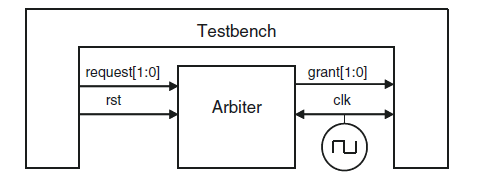 Testbench
request[1:0]
grant[1:0]
rst
Arbiter
clk